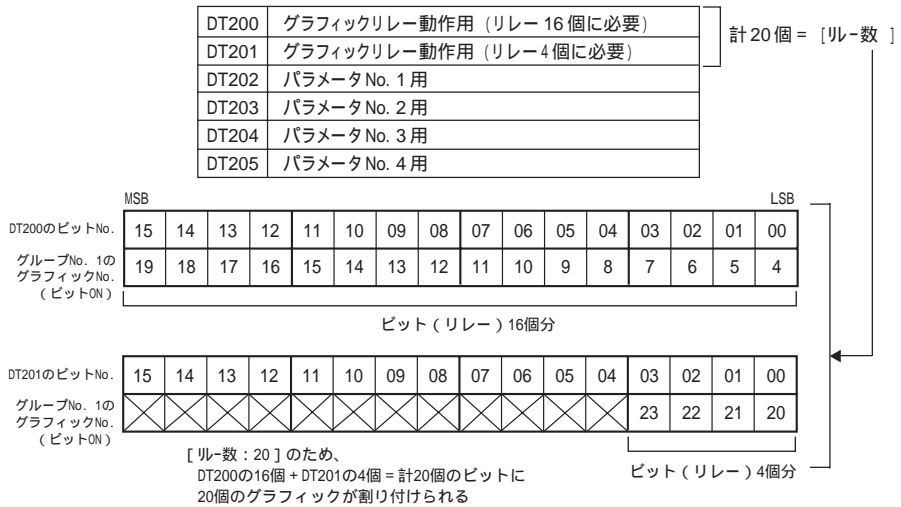 DT200 グラフィックリレー動作用（リレー16個に必要）
DT201 グラフィックリレー動作用（リレー4個に必要）
計20個 = ［ﾘﾚｰ数 ］
DT202 パラメータNo. 1用
DT203 パラメータNo. 2用
DT204 パラメータNo. 3用
DT205 パラメータNo. 4用
MSB LSB
DT200のビットNo. 15 14 13 12 11 10 09 08 07 06 05 04 03 02 01 00
グループNo. 1の
グラフィックNo.
（ビットON） 19 18 17 16 15 14 13 12 11 10 9 8 7 6 5 4
ビット（リレー）16個分
DT201のビットNo. 15 14 13 12 11 10 09 08 07 06 05 04 03 02 01 00
グループNo. 1の
グラフィックNo.
（ビットON） 23 22 21 20
ビット（リレー）4個分
［ﾘﾚｰ数：20］のため、
DT200の16個 + DT201の4個 = 計20個のビットに
20個のグラフィックが割り付けられる